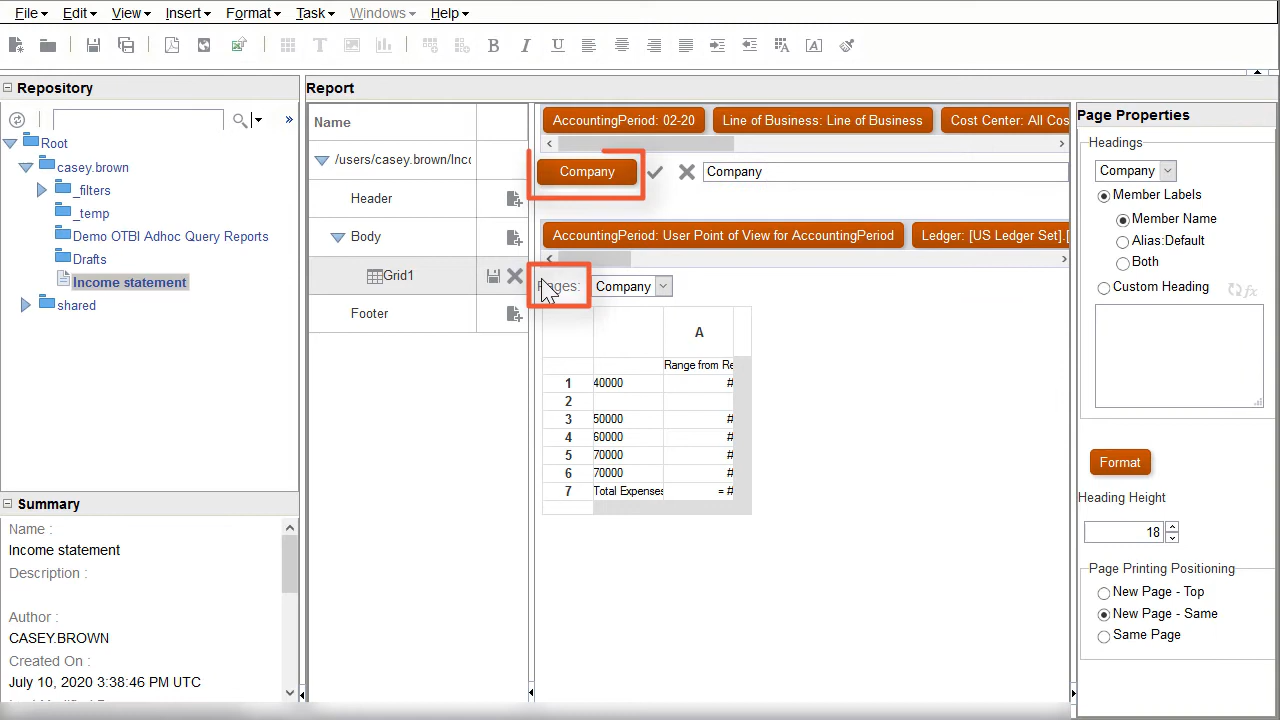 File Edit View Insert Format Task Windows Help
Repository
Root
casey.brown
_filters
_temp
Demo OTBI Adhoc Query Reports
Drafts
Income statement
shared
Summary
Name :
Income statement
Description :
Author :
CASEY.BROWN
Created On :
July 10, 2020 3:38:46 PM UTC
Report
Name
/users/casey.brown/Inc
Header
Body
Grid1
Footer
AccountingPeriod: 02-20 Line of Business: Line of Business Cost Center: All Cos
Company Company
AccountingPeriod: User Point of View for AccountingPeriod Ledger: [US Ledger Set].[
Pages: Company
A
Range from Re
1 40000 #
2
3 50000 #
4 60000 #
5 70000 #
6 70000 #
7 Total Expenses = #
Page Properties
Headings
Company
Member Labels
Member Name
Alias:Default
Both
Custom Heading
Format
Heading Height
18
Page Printing Positioning
New Page - Top
New Page - Same
Same Page